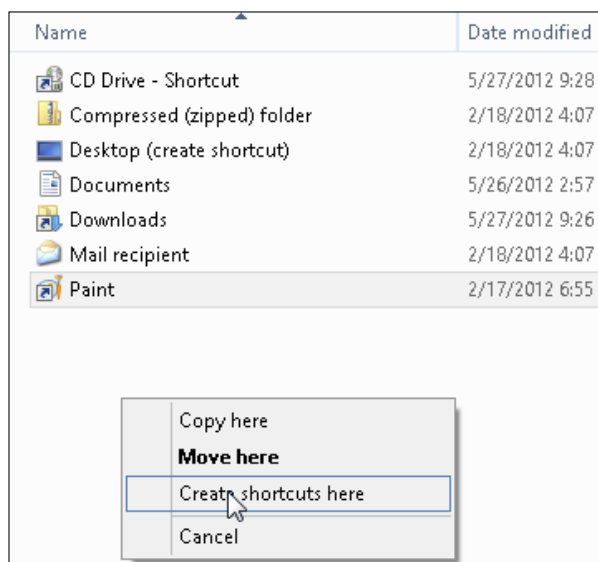 Name Date modified
CD Drive - Shortcut 5/27/2012 9:28
Compressed (zipped) folder 2/18/2012 4:07
Desktop (create shortcut) 2/18/2012 4:07
Documents 5/26/2012 2:57
Downloads 5/27/2012 9:26
Mail recipient 2/18/2012 4:07
Paint 2/17/2012 6:55
Copy here
Move here
Create shortcuts here
Cancel